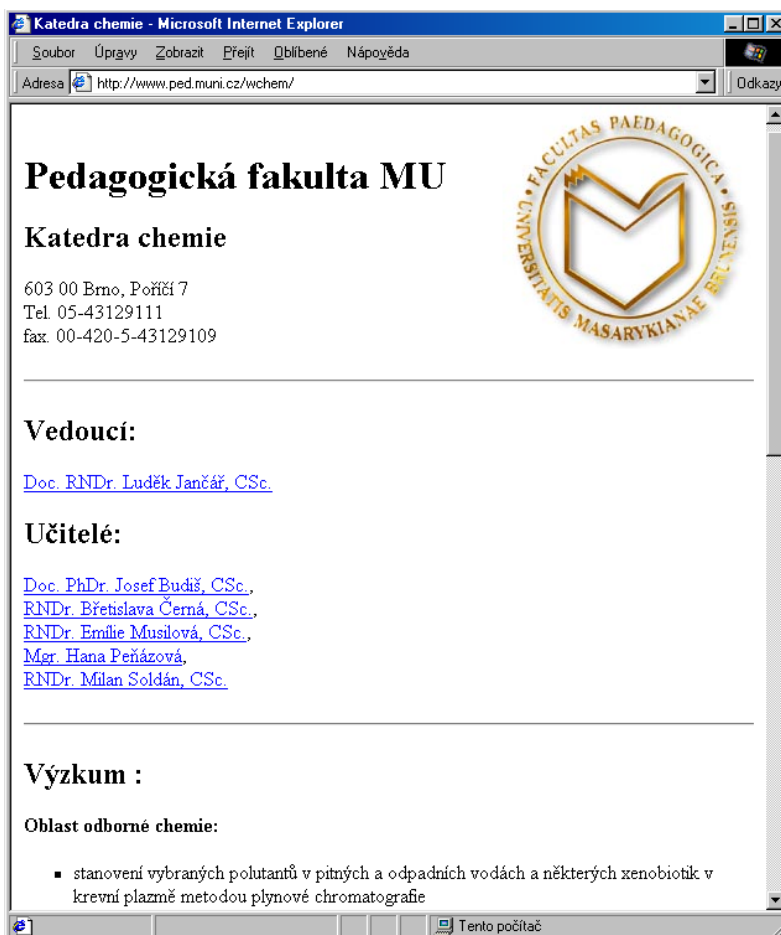 Katedra chemie - Microsoft Internet Explorer
Soubor Úpravy Zobrazit Přejít Oblíbené Nápověda
Adresa http://www.ped.muni.cz/wchem/ Odkazy
Pedagogická fakulta MU
Katedra chemie
603 00 Brno, Poříčí 7
Tel. 05-43129111
fax. 00-420-5-43129109
UNIVERSITATIS MASARYKIANAE BRUNENSIS • FACULTAS PAEDAGOGICA •
Vedoucí:
Doc. RNDr. Luděk Jančář, CSc.
Učitelé:
Doc. PhDr. Josef Budiš, CSc.,
RNDr. Břetislava Černá, CSc.,
RNDr. Emílie Musilová, CSc.,
Mgr. Hana Peňázová,
RNDr. Milan Soldán, CSc.
Výzkum :
Oblast odborné chemie:
▪ stanovení vybraných polutantů v pitných a odpadních vodách a některých xenobiotik v
krevní plazmě metodou plynové chromatografie
Tento počítač